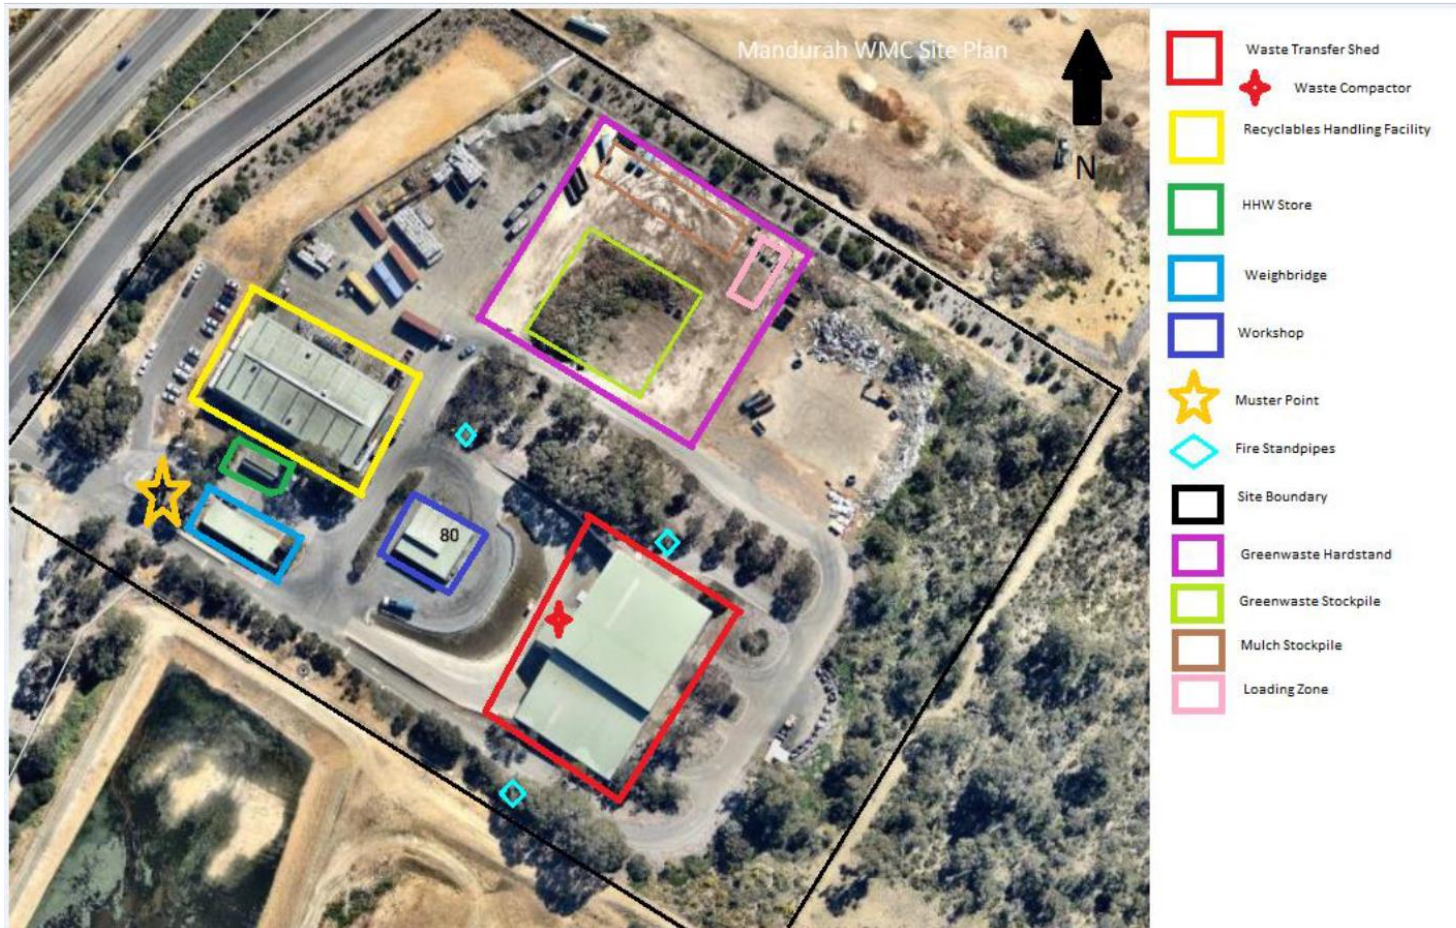 Mandurah WMC Site Plan
N
80
Waste Transfer Shed
Waste Compactor
Recyclables Handling Facility
HHW Store
Weighbridge
Workshop
Muster Point
Fire Standpipes
Site Boundary
Greenwaste Hardstand
Greenwaste Stockpile
Mulch Stockpile
Loading Zone